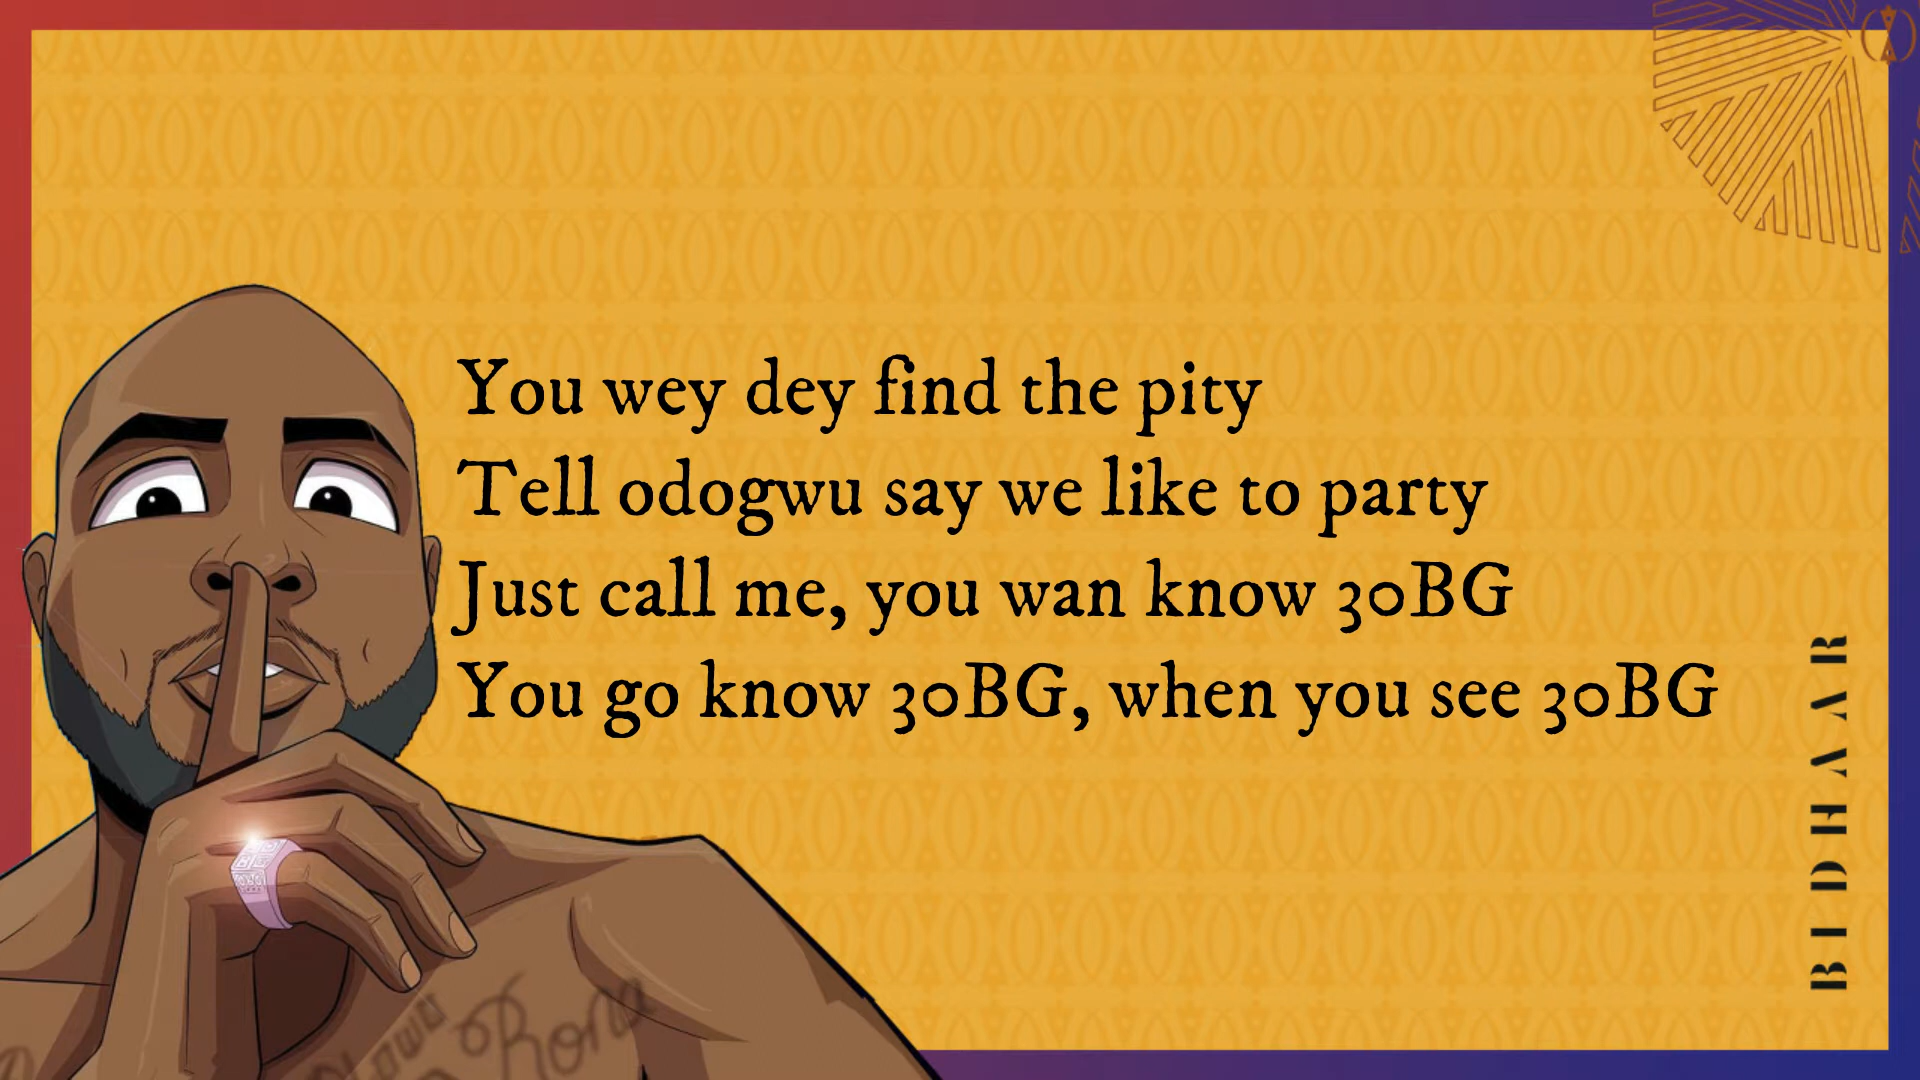 You wey dey find the pity
Tell odogwu say we like to party
Just call me, you wan know 30BG
You go know 30BG, when you see 30BG
BIDHAAR
Rona